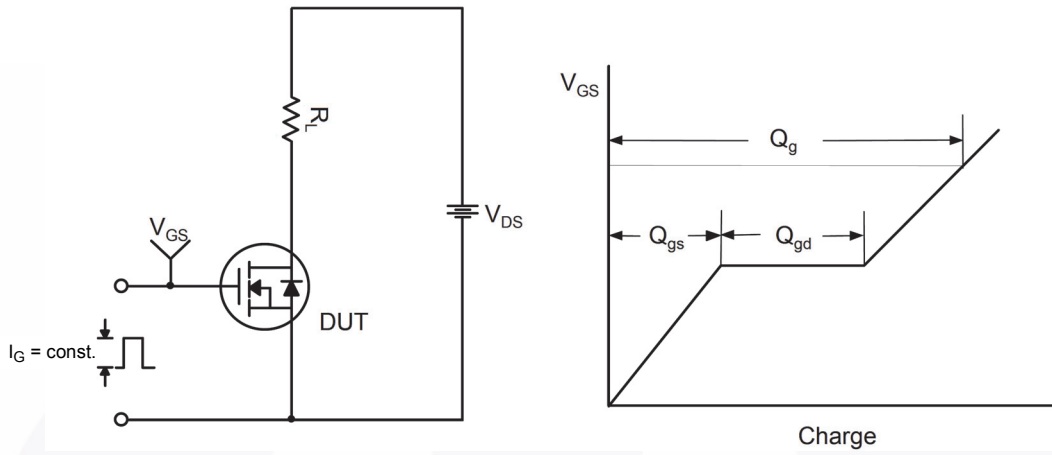 R_L
V_GS
V_DS
DUT
I_G = const.
V_GS
Q_g
Q_gs
Q_gd
Charge